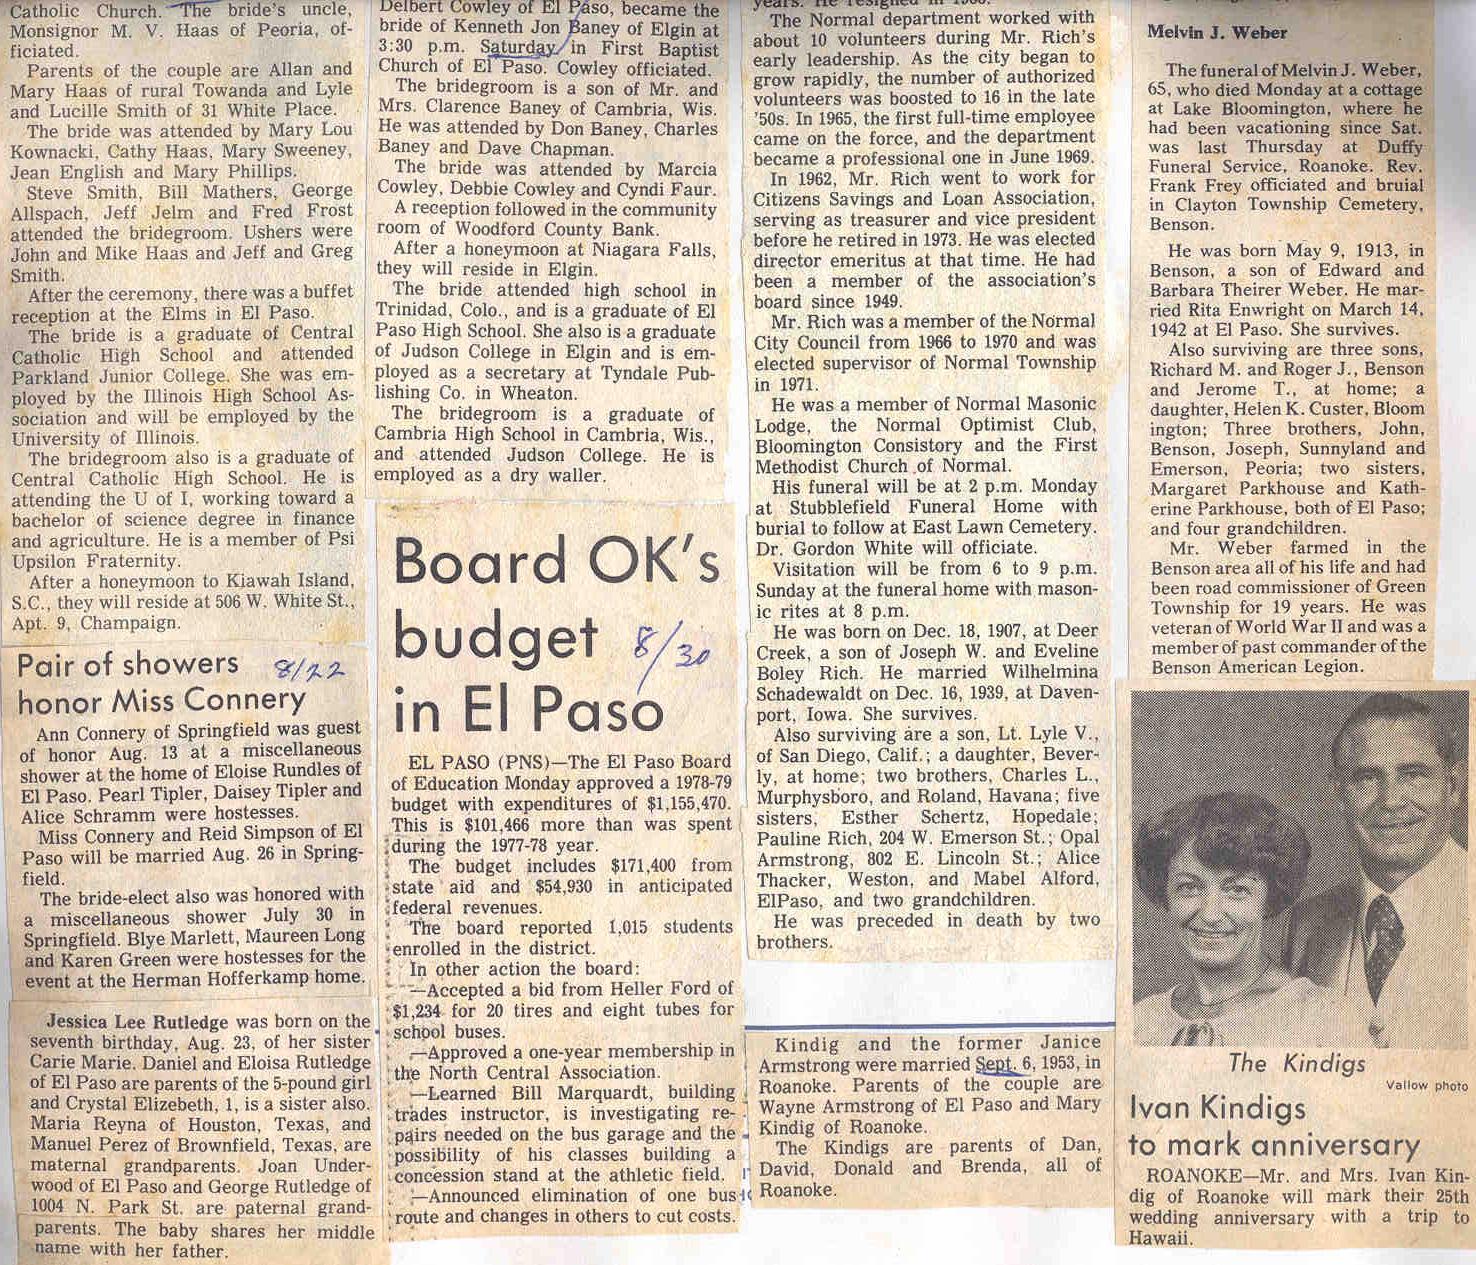 Catholic Church. The bride's uncle,
Monsignor M. V. Haas of Peoria, of-
ficiated.
Parents of the couple are Allan and
Mary Haas of rural Towanda and Lyle
and Lucille Smith of 31 White Place.
The bride was attended by Mary Lou
Kownacki, Cathy Haas, Mary Sweeney,
Jean English and Mary Phillips.
Steve Smith, Bill Mathers, George
Allspach, Jeff Jelm and Fred Frost
attended the bridegroom. Ushers were
John and Mike Haas and Jeff and Greg
Smith.
After the ceremony, there was a buffet
reception at the Elms in El Paso.
The bride is a graduate of Central
Catholic High School and attended
Parkland Junior College. She was em-
ployed by the Illinois High School As-
sociation and will be employed by the
University of Illinois.
The bridegroom also is a graduate of
Central Catholic High School. He is
attending the U of I, working toward a
bachelor of science degree in finance
and agriculture. He is a member of Psi
Upsilon Fraternity.
After a honeymoon to Kiawah Island,
S.C., they will reside at 506 W. White St.,
Apt. 9, Champaign.
Pair of showers 8/22
honor Miss Connery
Ann Connery of Springfield was guest
of honor Aug. 13 at a miscellaneous
shower at the home of Eloise Rundles of
El Paso. Pearl Tipler, Daisey Tipler and
Alice Schramm were hostesses.
Miss Connery and Reid Simpson of El
Paso will be married Aug. 26 in Spring-
field.
The bride-elect also was honored with
a miscellaneous shower July 30 in
Springfield. Blye Marlett, Maureen Long
and Karen Green were hostesses for the
event at the Herman Hofferkamp home.
Jessica Lee Rutledge was born on the
seventh birthday, Aug. 23, of her sister
Carie Marie. Daniel and Eloisa Rutledge
of El Paso are parents of the 5-pound girl
and Crystal Elizebeth, 1, is a sister also.
Maria Reyna of Houston, Texas, and
Manuel Perez of Brownfield, Texas, are
maternal grandparents. Joan Under-
wood of El Paso and George Rutledge of
1004 N. Park St. are paternal grand-
parents. The baby shares her middle
name with her father.
Delbert Cowley of El Paso, became the
bride of Kenneth Jon Baney of Elgin at
3:30 p.m. Saturday in First Baptist
Church of El Paso. Cowley officiated.
The bridegroom is a son of Mr. and
Mrs. Clarence Baney of Cambria, Wis.
He was attended by Don Baney, Charles
Baney and Dave Chapman.
The bride was attended by Marcia
Cowley, Debbie Cowley and Cyndi Faur.
A reception followed in the community
room of Woodford County Bank.
After a honeymoon at Niagara Falls,
they will reside in Elgin.
The bride attended high school in
Trinidad, Colo., and is a graduate of El
Paso High School. She also is a graduate
of Judson College in Elgin and is em-
ployed as a secretary at Tyndale Pub-
lishing Co. in Wheaton.
The bridegroom is a graduate of
Cambria High School in Cambria, Wis.,
and attended Judson College. He is
employed as a dry waller.
Board OK's
budget 8/30
in El Paso
EL PASO (PNS)—The El Paso Board
of Education Monday approved a 1978-79
budget with expenditures of $1,155,470.
This is $101,466 more than was spent
during the 1977-78 year.
The budget includes $171,400 from
state aid and $54,930 in anticipated
federal revenues.
The board reported 1,015 students
enrolled in the district.
In other action the board:
—Accepted a bid from Heller Ford of
$1,234 for 20 tires and eight tubes for
school buses.
—Approved a one-year membership in
the North Central Association.
—Learned Bill Marquardt, building
trades instructor, is investigating re-
pairs needed on the bus garage and the
possibility of his classes building a
concession stand at the athletic field.
—Announced elimination of one bus
route and changes in others to cut costs.
years. He resigned in 1968.
The Normal department worked with
about 10 volunteers during Mr. Rich's
early leadership. As the city began to
grow rapidly, the number of authorized
volunteers was boosted to 16 in the late
'50s. In 1965, the first full-time employee
came on the force, and the department
became a professional one in June 1969.
In 1962, Mr. Rich went to work for
Citizens Savings and Loan Association,
serving as treasurer and vice president
before he retired in 1973. He was elected
director emeritus at that time. He had
been a member of the association's
board since 1949.
Mr. Rich was a member of the Normal
City Council from 1966 to 1970 and was
elected supervisor of Normal Township
in 1971.
He was a member of Normal Masonic
Lodge, the Normal Optimist Club,
Bloomington Consistory and the First
Methodist Church of Normal.
His funeral will be at 2 p.m. Monday
at Stubblefield Funeral Home with
burial to follow at East Lawn Cemetery.
Dr. Gordon White will officiate.
Visitation will be from 6 to 9 p.m.
Sunday at the funeral home with mason-
ic rites at 8 p.m.
He was born on Dec. 18, 1907, at Deer
Creek, a son of Joseph W. and Eveline
Boley Rich. He married Wilhelmina
Schadewaldt on Dec. 16, 1939, at Daven-
port, Iowa. She survives.
Also surviving are a son, Lt. Lyle V.,
of San Diego, Calif.; a daughter, Bever-
ly, at home; two brothers, Charles L.,
Murphysboro, and Roland, Havana; five
sisters, Esther Schertz, Hopedale;
Pauline Rich, 204 W. Emerson St.; Opal
Armstrong, 802 E. Lincoln St.; Alice
Thacker, Weston, and Mabel Alford,
ElPaso, and two grandchildren.
He was preceded in death by two
brothers.
Kindig and the former Janice
Armstrong were married Sept. 6, 1953, in
Roanoke. Parents of the couple are
Wayne Armstrong of El Paso and Mary
Kindig of Roanoke.
The Kindigs are parents of Dan,
David, Donald and Brenda, all of
Roanoke.
Melvin J. Weber
The funeral of Melvin J. Weber,
65, who died Monday at a cottage
at Lake Bloomington, where he
had been vacationing since Sat.
was last Thursday at Duffy
Funeral Service, Roanoke. Rev.
Frank Frey officiated and bruial
in Clayton Township Cemetery,
Benson.
He was born May 9, 1913, in
Benson, a son of Edward and
Barbara Theirer Weber. He mar-
ried Rita Enwright on March 14,
1942 at El Paso. She survives.
Also surviving are three sons,
Richard M. and Roger J., Benson
and Jerome T., at home; a
daughter, Helen K. Custer, Bloom
ington; Three brothers, John,
Benson, Joseph, Sunnyland and
Emerson, Peoria; two sisters,
Margaret Parkhouse and Kath-
erine Parkhouse, both of El Paso;
and four grandchildren.
Mr. Weber farmed in the
Benson area all of his life and had
been road commissioner of Green
Township for 19 years. He was
veteran of World War II and was a
member of past commander of the
Benson American Legion.
The Kindigs
Vallow photo
Ivan Kindigs
to mark anniversary
ROANOKE—Mr. and Mrs. Ivan Kin-
dig of Roanoke will mark their 25th
wedding anniversary with a trip to
Hawaii.